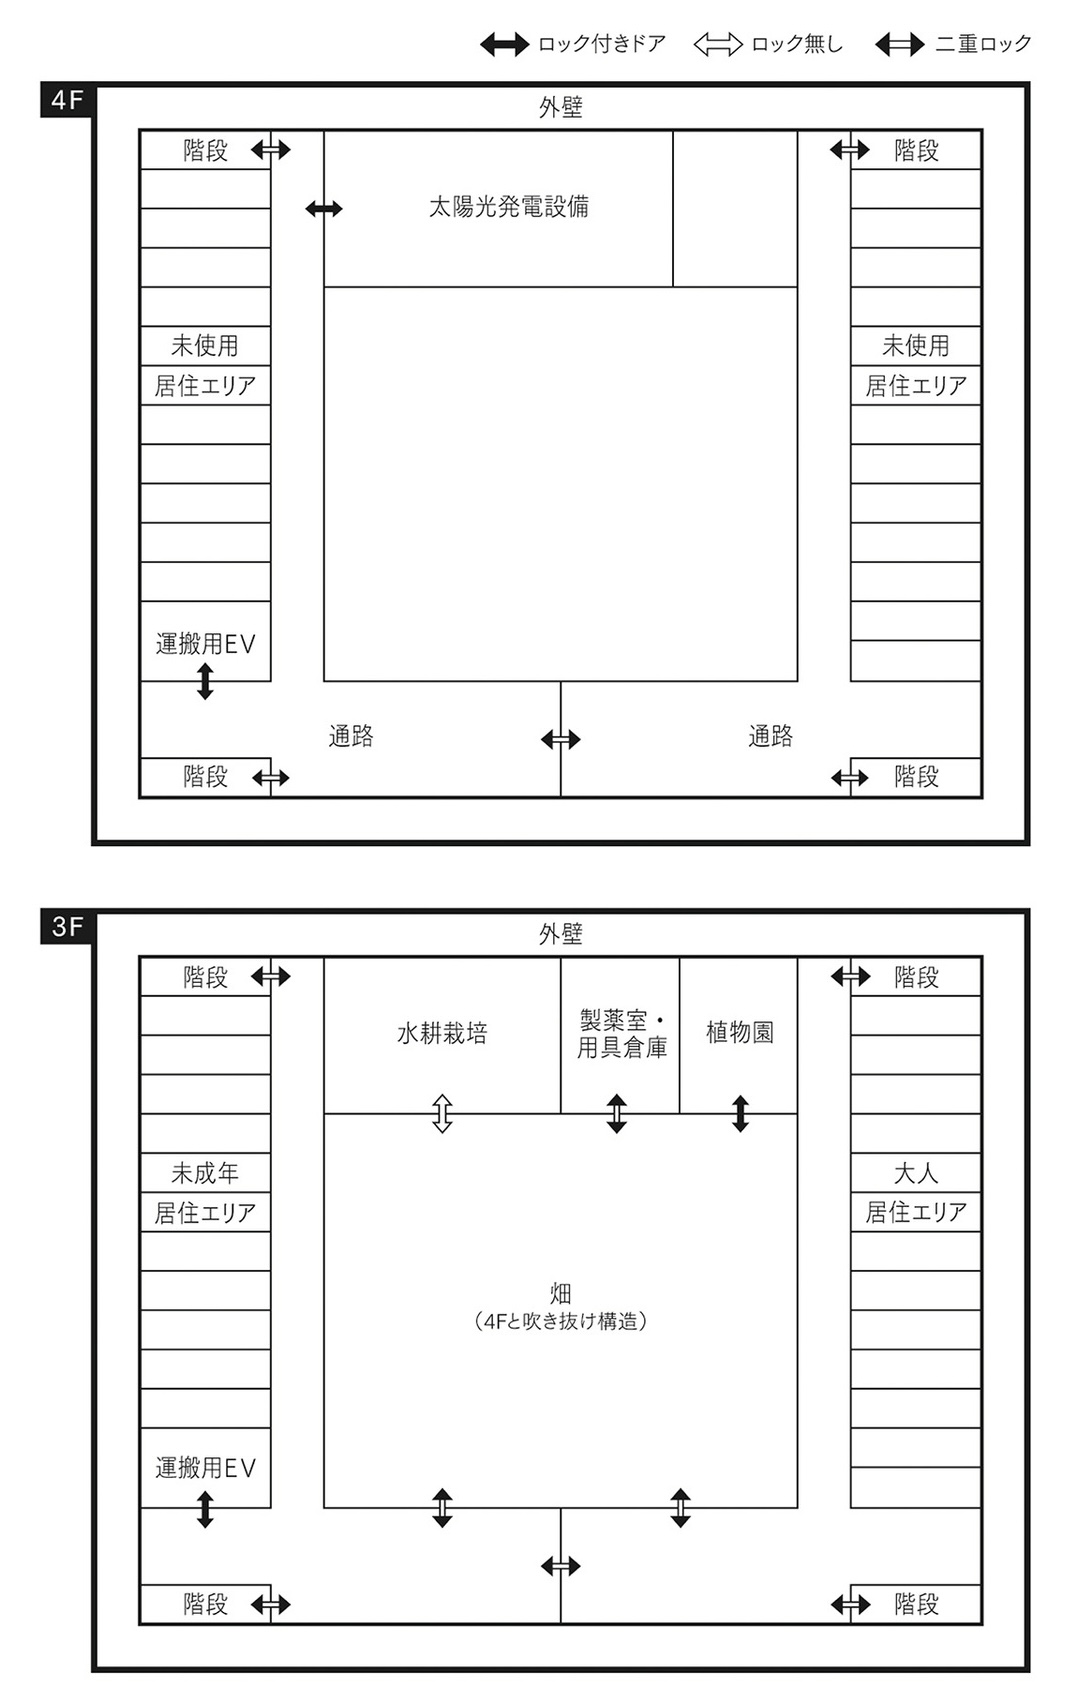 ロック付きドア ロック無し 二重ロック
4F
外壁
階段 階段
太陽光発電設備
未使用 未使用
居住エリア 居住エリア
運搬用EV
通路 通路
階段 階段
3F
外壁
階段 階段
水耕栽培
製薬室・
用具倉庫
植物園
未成年 大人
居住エリア 居住エリア
畑
（4Fと吹き抜け構造）
運搬用EV
階段 階段